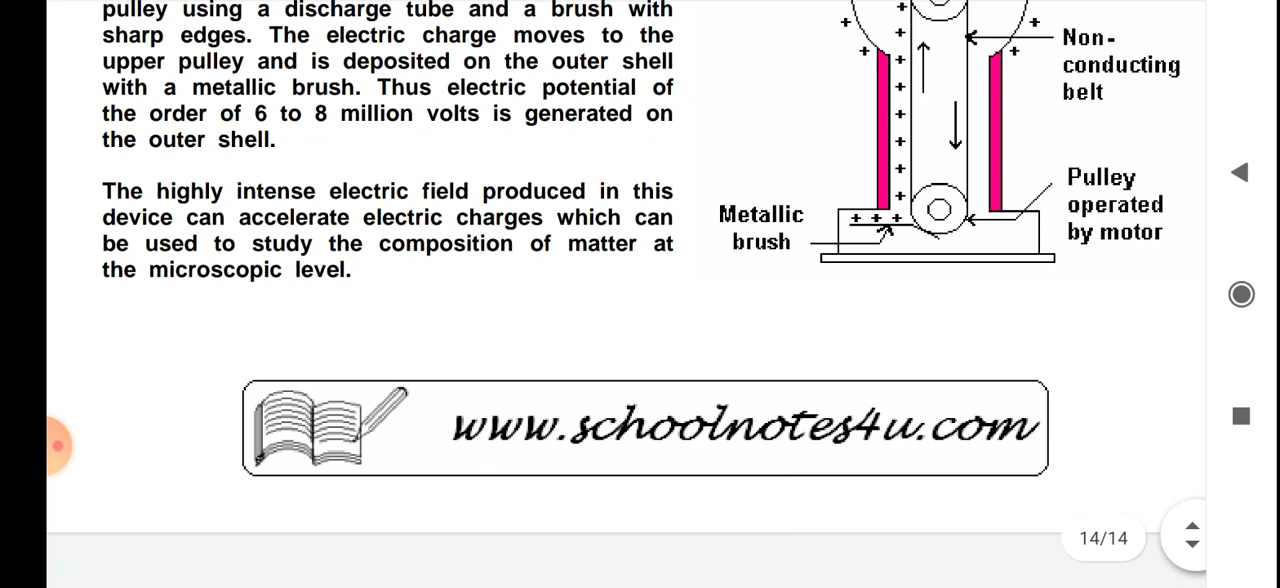 pulley using a discharge tube and a brush with
sharp edges. The electric charge moves to the
upper pulley and is deposited on the outer shell
with a metallic brush. Thus electric potential of
the order of 6 to 8 million volts is generated on
the outer shell.
The highly intense electric field produced in this
device can accelerate electric charges which can
be used to study the composition of matter at
the microscopic level.
Non-
conducting
belt
Pulley
operated
by motor
Metallic
brush
www.schoolnotes4u.com
14/14